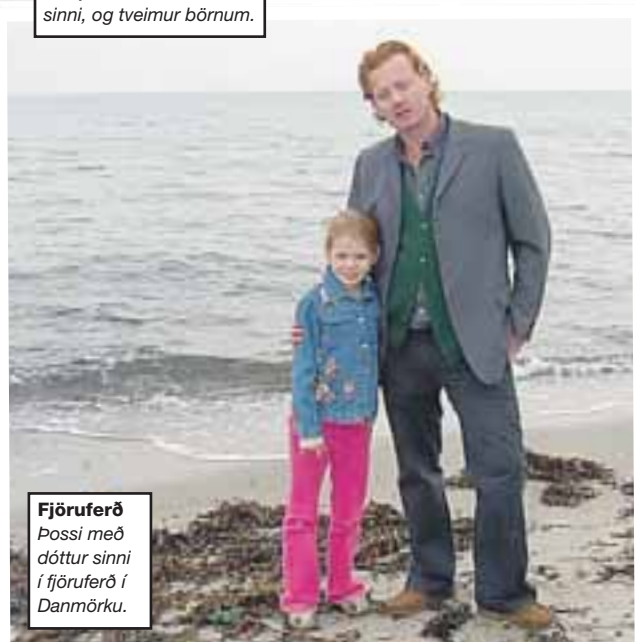 sinni, og tveimur börnum.
Fjöruferð
Þossi með
dóttur sinni
í fjöruferð í
Danmörku.